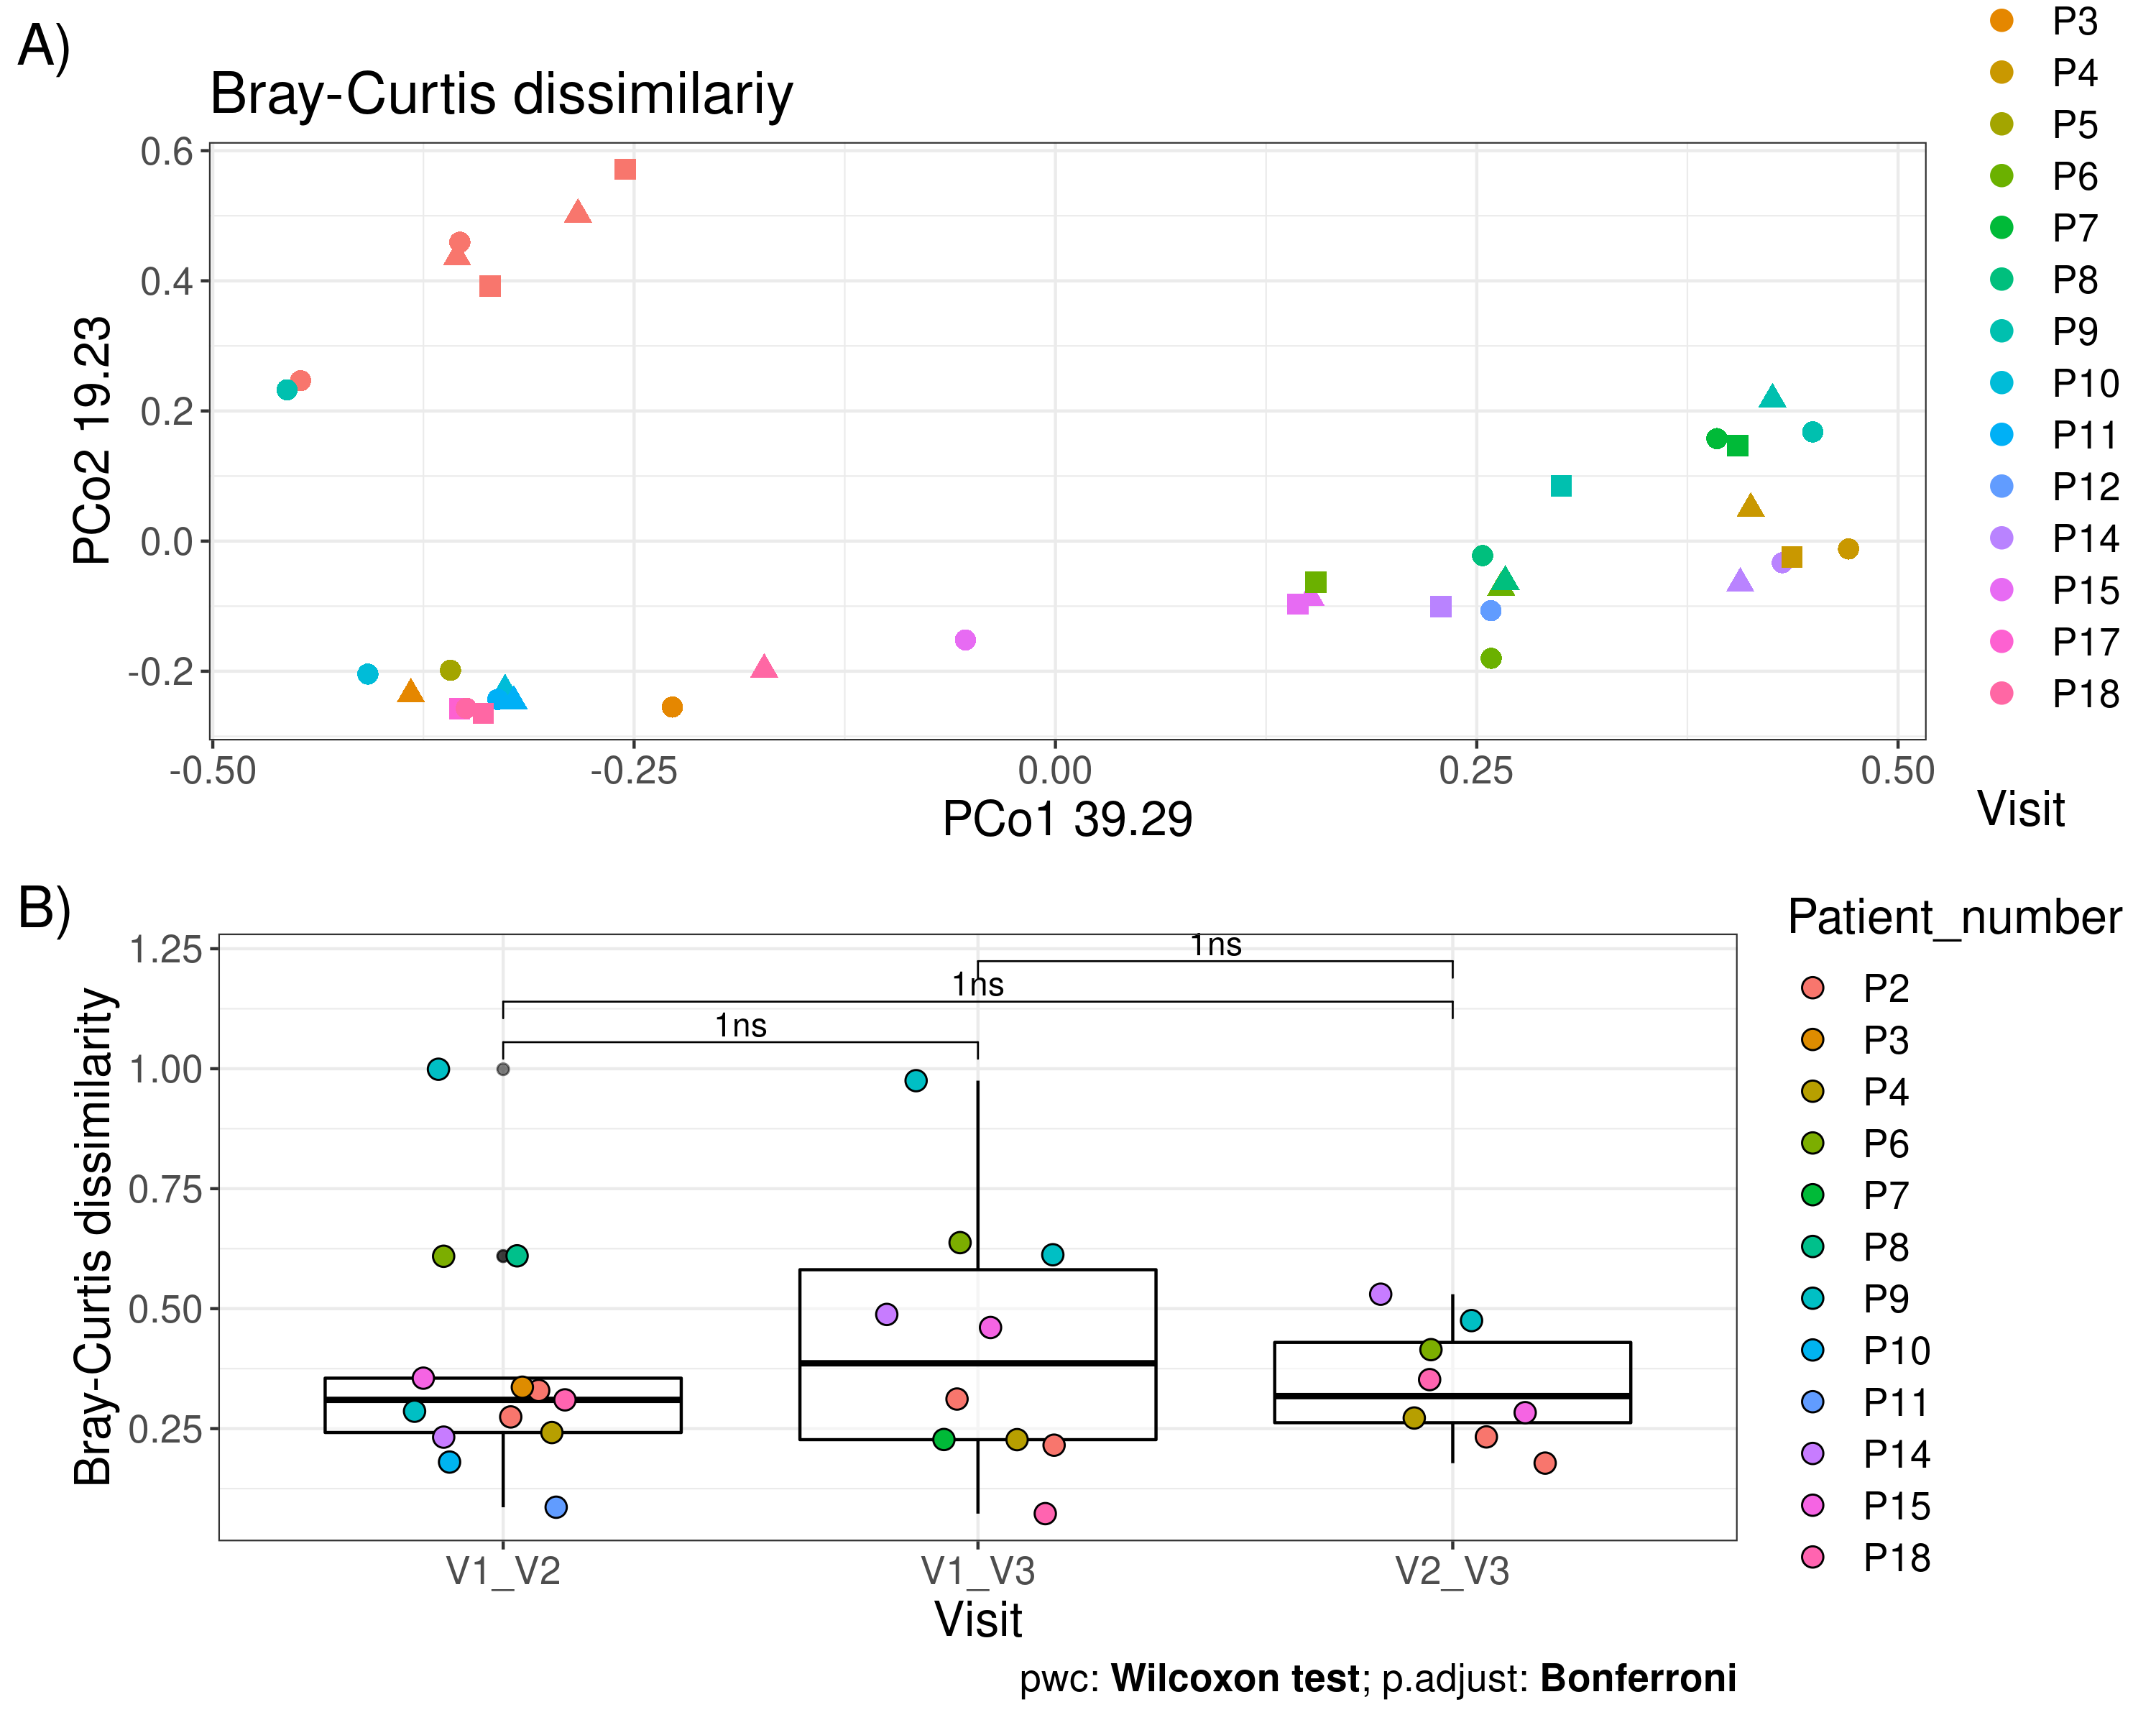 A)
Bray-Curtis dissimilariy
0.6
0.4
0.2
0.0
-0.2
PCo2 19.23
-0.50 -0.25 0.00 0.25 0.50
PCo1 39.29
P3
P4
P5
P6
P7
P8
P9
P10
P11
P12
P14
P15
P17
P18
Visit
B)
1.25
1.00
0.75
0.50
0.25
Bray-Curtis dissimilarity
1ns
1ns
1ns
V1_V2 V1_V3 V2_V3
Visit
Patient_number
P2
P3
P4
P6
P7
P8
P9
P10
P11
P14
P15
P18
pwc: Wilcoxon test; p.adjust: Bonferroni